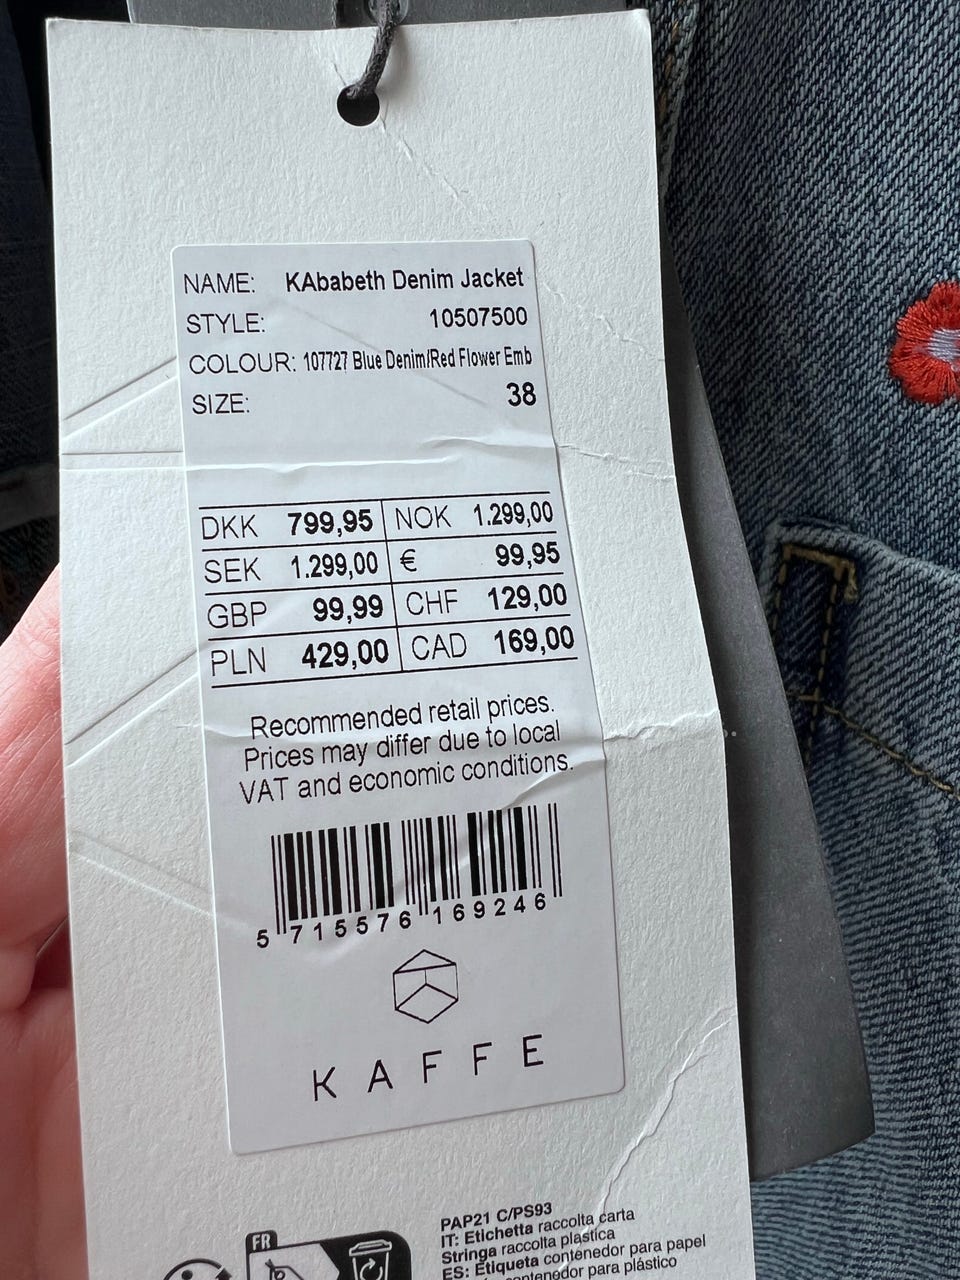 NAME: KAbabeth Denim Jacket
STYLE: 10507500
COLOUR: 107727 Blue Denim/Red Flower Emb
SIZE: 38
DKK 799,95 NOK 1.299,00
SEK 1.299,00 € 99,95
GBP 99,99 CHF 129,00
PLN 429,00 CAD 169,00
Recommended retail prices.
Prices may differ due to local
VAT and economic conditions.
5 715576 169246
KAFFE
FR
PAP21 C/PS93
IT: Etichetta raccolta carta
Stringa raccolta plastica
ES: Etiqueta contenedor para papel
contenedor para plástico